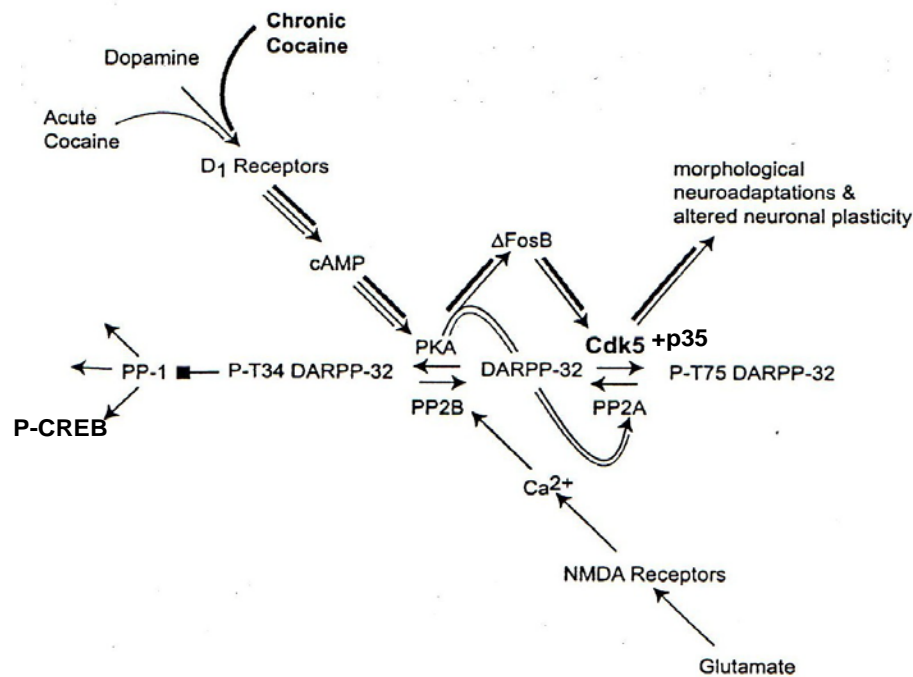 Chronic
Cocaine
Dopamine
Acute
Cocaine
D1 Receptors
morphological
neuroadaptations &
altered neuronal plasticity
ΔFosB
cAMP
PKA
Cdk5 +p35
PP-1
P-T34 DARPP-32
DARPP-32
P-T75 DARPP-32
PP2B
PP2A
P-CREB
Ca2+
NMDA Receptors
Glutamate